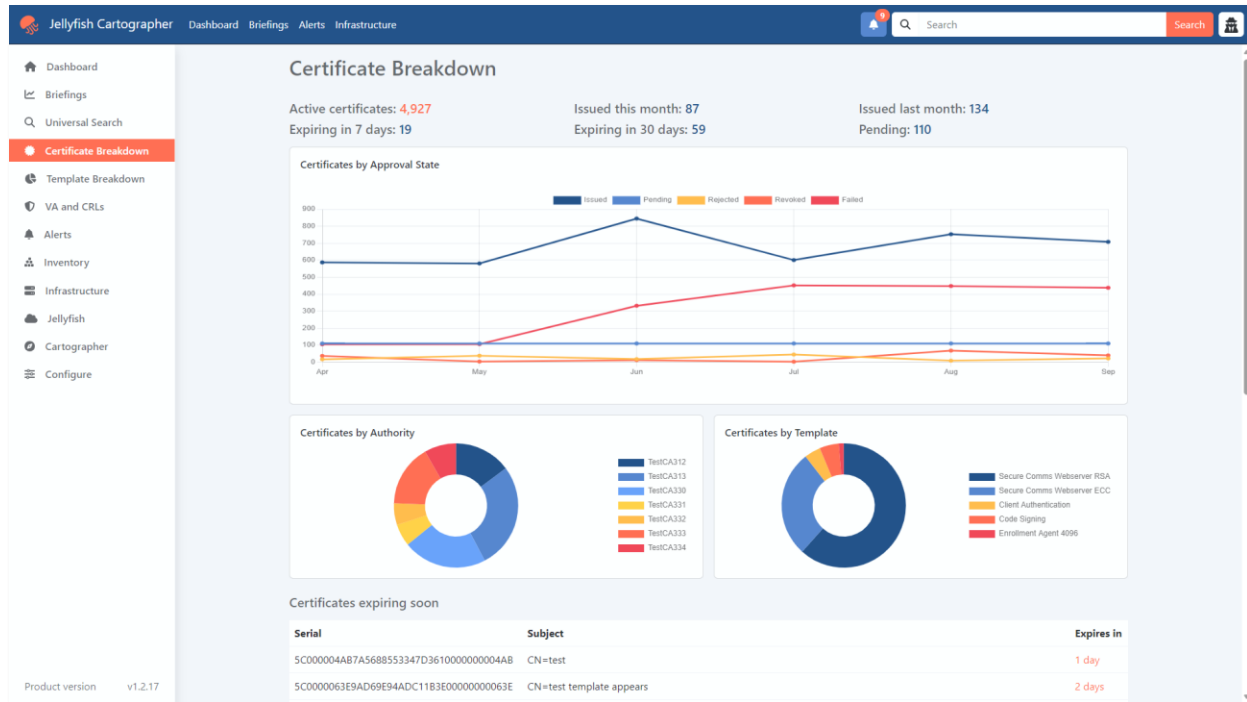 Jellyfish Cartographer Dashboard Briefings Alerts Infrastructure 9 Search Search
Dashboard
Briefings
Universal Search
Certificate Breakdown
Template Breakdown
VA and CRLs
Alerts
Inventory
Infrastructure
Jellyfish
Cartographer
Configure
Product version v1.2.17
Certificate Breakdown
Active certificates: 4,927 Issued this month: 87 Issued last month: 134
Expiring in 7 days: 19 Expiring in 30 days: 59 Pending: 110
Certificates by Approval State
Issued Pending Rejected Revoked Failed
900
800
700
600
500
400
300
200
100
0
Apr May Jun Jul Aug Sep
Certificates by Authority
TestCA312
TestCA313
TestCA330
TestCA331
TestCA332
TestCA333
TestCA334
Certificates by Template
Secure Comms Webserver RSA
Secure Comms Webserver ECC
Client Authentication
Code Signing
Enrollment Agent 4096
Certificates expiring soon
Serial Subject Expires in
5C000004AB7A5688553347D3610000000004AB CN=test 1 day
5C0000063E9AD69E94ADC11B3E00000000063E CN=test template appears 2 days